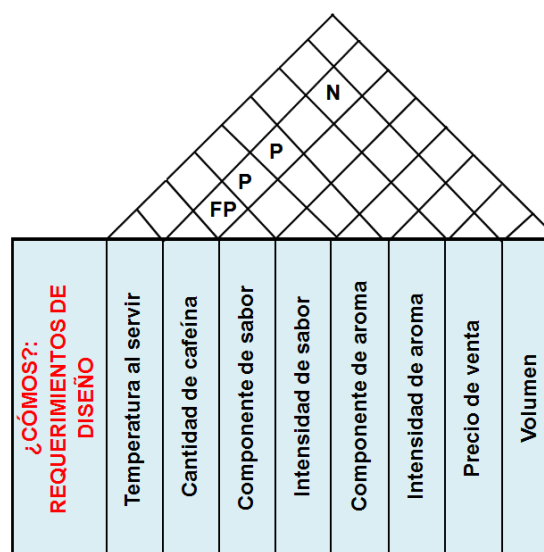 N
P
P
FP
¿CÓMOS?:
REQUERIMIENTOS DE
DISEÑO
Temperatura al servir
Cantidad de cafeína
Componente de sabor
Intensidad de sabor
Componente de aroma
Intensidad de aroma
Precio de venta
Volumen